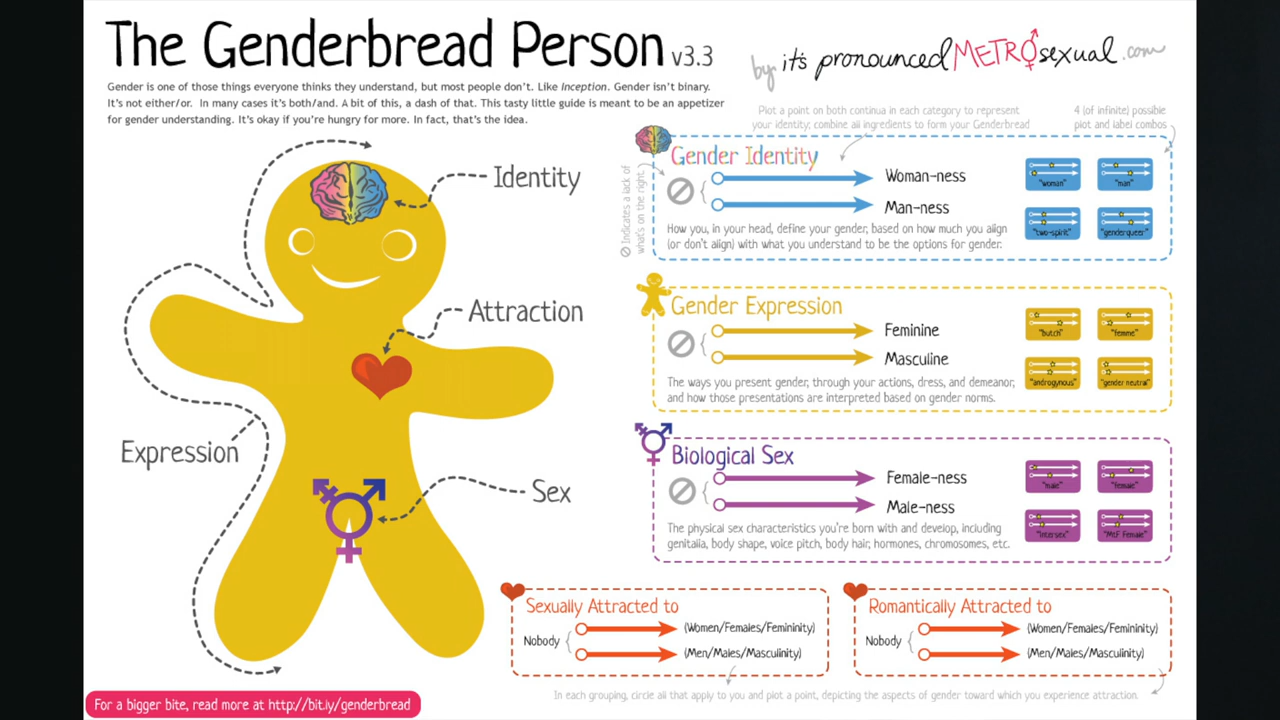 The Genderbread Person v3.3
by it's pronounced METROsexual.com
Gender is one of those things everyone thinks they understand, but most people don't. Like Inception. Gender isn't binary.
It's not either/or. In many cases it's both/and. A bit of this, a dash of that. This tasty little guide is meant to be an appetizer
for gender understanding. It's okay if you're hungry for more. In fact, that's the idea.
Identity
Attraction
Expression
Sex
Plot a point on both continua in each category to represent
your identity; combine all ingredients to form your Genderbread
4 (of infinite) possible
plot and label combos
Indicates a lack of
what's on the right.
Gender Identity
Woman-ness
Man-ness
How you, in your head, define your gender, based on how much you align
(or don't align) with what you understand to be the options for gender.
"woman"
"man"
"two-spirit"
"genderqueer"
Gender Expression
Feminine
Masculine
The ways you present gender, through your actions, dress, and demeanor,
and how those presentations are interpreted based on gender norms.
"butch"
"femme"
"androgynous"
"gender neutral"
Biological Sex
Female-ness
Male-ness
The physical sex characteristics you're born with and develop, including
genitalia, body shape, voice pitch, body hair, hormones, chromosomes, etc.
"male"
"female"
"intersex"
"MtF Female"
Sexually Attracted to
Nobody
(Women/Females/Femininity)
(Men/Males/Masculinity)
Romantically Attracted to
Nobody
(Women/Females/Femininity)
(Men/Males/Masculinity)
In each grouping, circle all that apply to you and plot a point, depicting the aspects of gender toward which you experience attraction.
For a bigger bite, read more at http://bit.ly/genderbread